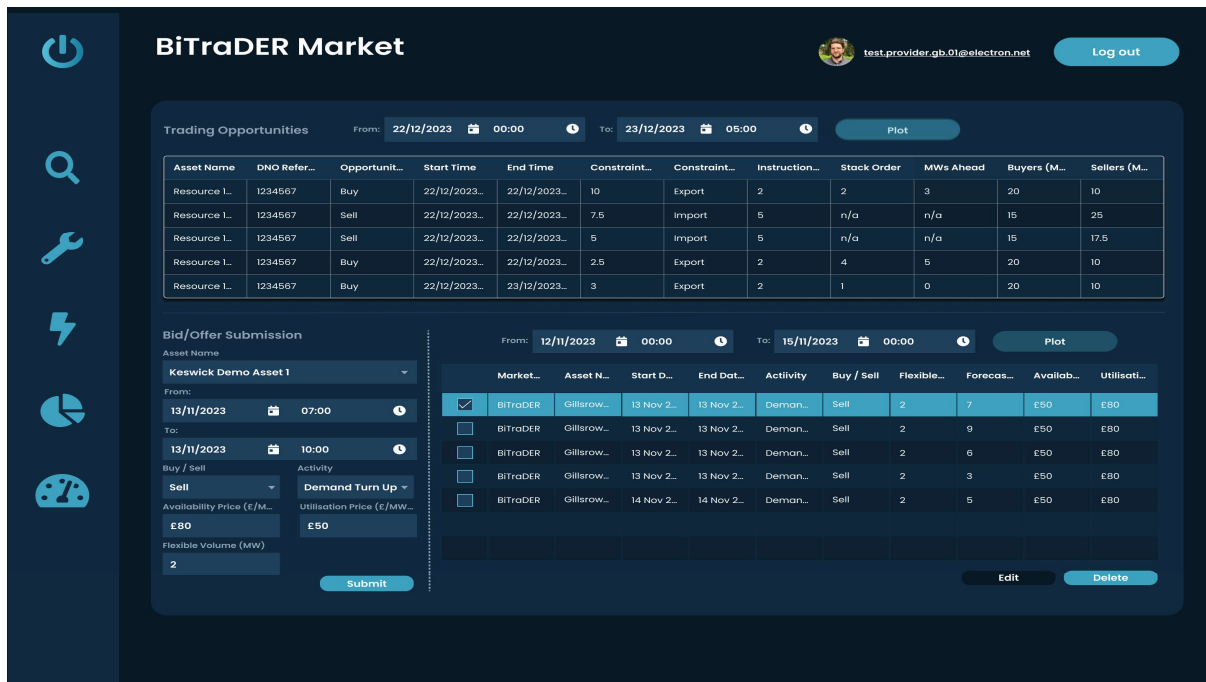 BiTraDER Market
test.provider.gb.01@electron.net
Log out
Trading Opportunities From: 22/12/2023 00:00 To: 23/12/2023 05:00 Plot
Asset Name DNO Refer... Opportunit... Start Time End Time Constraint... Constraint... Instruction... Stack Order MWs Ahead Buyers (M... Sellers (M...
Resource 1... 1234567 Buy 22/12/2023... 22/12/2023... 10 Export 2 2 3 20 10
Resource 1... 1234567 Sell 22/12/2023... 22/12/2023... 7.5 Import 5 n/a n/a 15 25
Resource 1... 1234567 Sell 22/12/2023... 22/12/2023... 5 Import 5 n/a n/a 15 17.5
Resource 1... 1234567 Buy 22/12/2023... 22/12/2023... 2.5 Export 2 4 5 20 10
Resource 1... 1234567 Buy 22/12/2023... 23/12/2023... 3 Export 2 1 0 20 10
Bid/Offer Submission
Asset Name
Keswick Demo Asset 1
From:
13/11/2023 07:00
To:
13/11/2023 10:00
Buy / Sell Activity
Sell Demand Turn Up
Availability Price (£/M... Utilisation Price (£/MW...
£80 £50
Flexible Volume (MW)
2
Submit
From: 12/11/2023 00:00 To: 15/11/2023 00:00 Plot
Market... Asset N... Start D... End Dat... Actiivity Buy / Sell Flexible... Forecas... Availab... Utilisati...
BiTraDER Gillsrow... 13 Nov 2... 13 Nov 2... Deman... Sell 2 7 £50 £80
BiTraDER Gillsrow... 13 Nov 2... 13 Nov 2... Deman... Sell 2 9 £50 £80
BiTraDER Gillsrow... 13 Nov 2... 13 Nov 2... Deman... Sell 2 6 £50 £80
BiTraDER Gillsrow... 13 Nov 2... 13 Nov 2... Deman... Sell 2 3 £50 £80
BiTraDER Gillsrow... 14 Nov 2... 14 Nov 2... Deman... Sell 2 5 £50 £80
Edit Delete